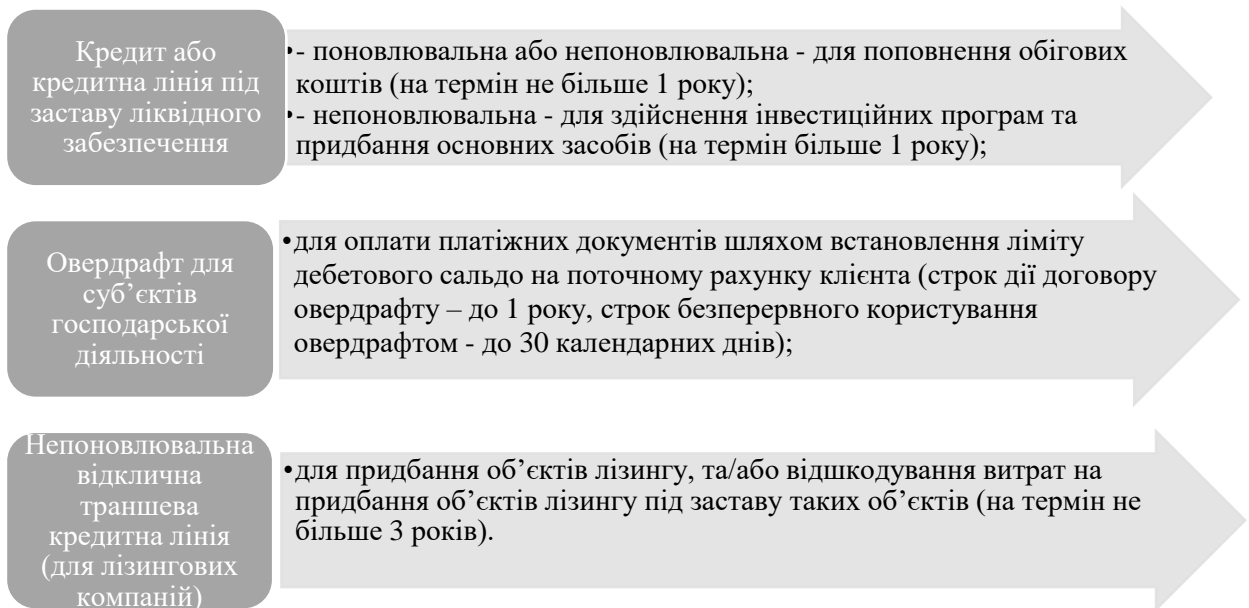 Кредит або
кредитна лінія під
заставу ліквідного
забезпечення
•- поновлювальна або непоновлювальна - для поповнення обігових
коштів (на термін не більше 1 року);
•- непоновлювальна - для здійснення інвестиційних програм та
придбання основних засобів (на термін більше 1 року);
Овердрафт для
суб’єктів
господарської
діяльності
•для оплати платіжних документів шляхом встановлення ліміту
дебетового сальдо на поточному рахунку клієнта (строк дії договору
овердрафту – до 1 року, строк безперервного користування
овердрафтом - до 30 календарних днів);
Непоновлювальна
відклична
траншева
кредитна лінія
(для лізингових
компаній)
•для придбання об’єктів лізингу, та/або відшкодування витрат на
придбання об’єктів лізингу під заставу таких об’єктів (на термін не
більше 3 років).